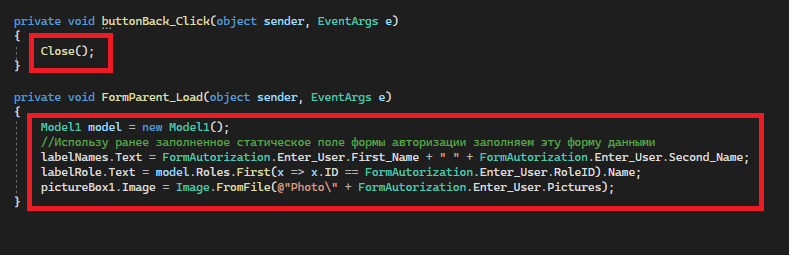 private void buttonBack_Click(object sender, EventArgs e)
{
Close();
}
private void FormParent_Load(object sender, EventArgs e)
{
Model1 model = new Model1();
//Использу ранее заполненное статическое поле формы авторизации заполняем эту форму данными
labelNames.Text = FormAutorization.Enter_User.First_Name + " " + FormAutorization.Enter_User.Second_Name;
labelRole.Text = model.Roles.First(x => x.ID == FormAutorization.Enter_User.RoleID).Name;
pictureBox1.Image = Image.FromFile(@"Photo\" + FormAutorization.Enter_User.Pictures);
}